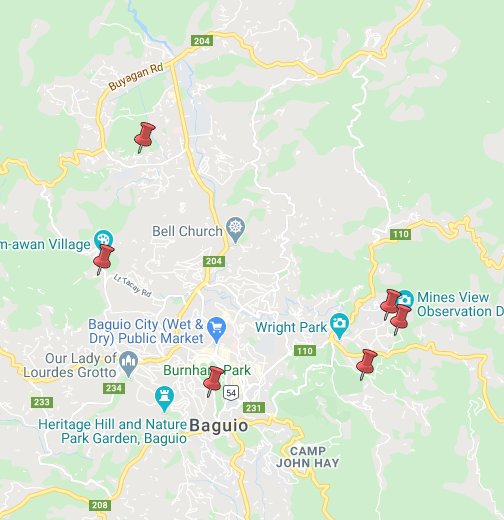 204
Buyagan Rd
Bell Church
110
m-awan Village
204
Lt Tacay Rd
Mines View
Observation D
Baguio City (Wet &
Dry) Public Market
Wright Park
110
Our Lady of
Lourdes Grotto
Burnham Park
234
54
233
231
Heritage Hill and Nature
Park Garden, Baguio
Baguio
CAMP
JOHN HAY
208